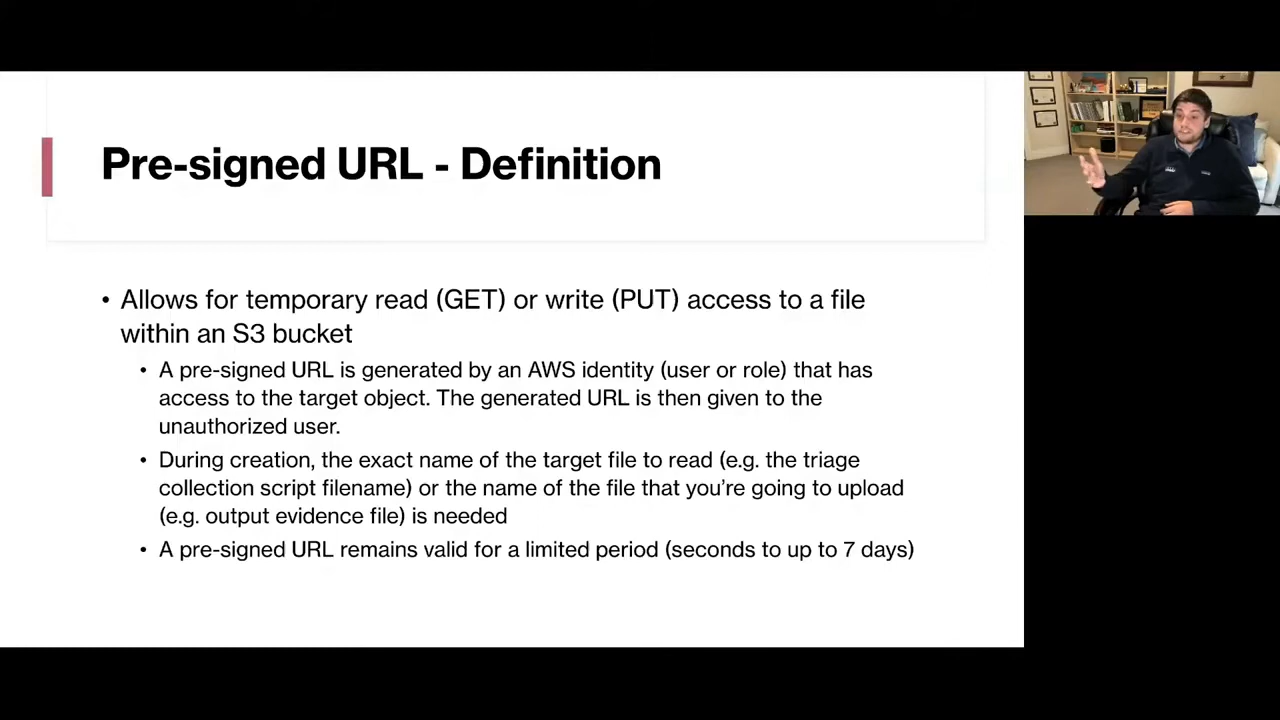 Pre-signed URL - Definition
• Allows for temporary read (GET) or write (PUT) access to a file
within an S3 bucket
• A pre-signed URL is generated by an AWS identity (user or role) that has
access to the target object. The generated URL is then given to the
unauthorized user.
• During creation, the exact name of the target file to read (e.g. the triage
collection script filename) or the name of the file that you’re going to upload
(e.g. output evidence file) is needed
• A pre-signed URL remains valid for a limited period (seconds to up to 7 days)